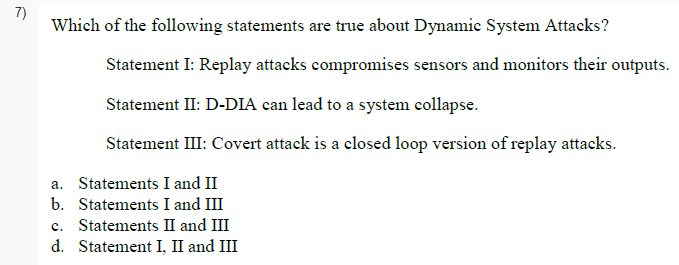 7)
Which of the following statements are true about Dynamic System Attacks?
Statement I: Replay attacks compromises sensors and monitors their outputs.
Statement II: D-DIA can lead to a system collapse.
Statement III: Covert attack is a closed loop version of replay attacks.
a. Statements I and II
b. Statements I and III
c. Statements II and III
d. Statement I, II and III